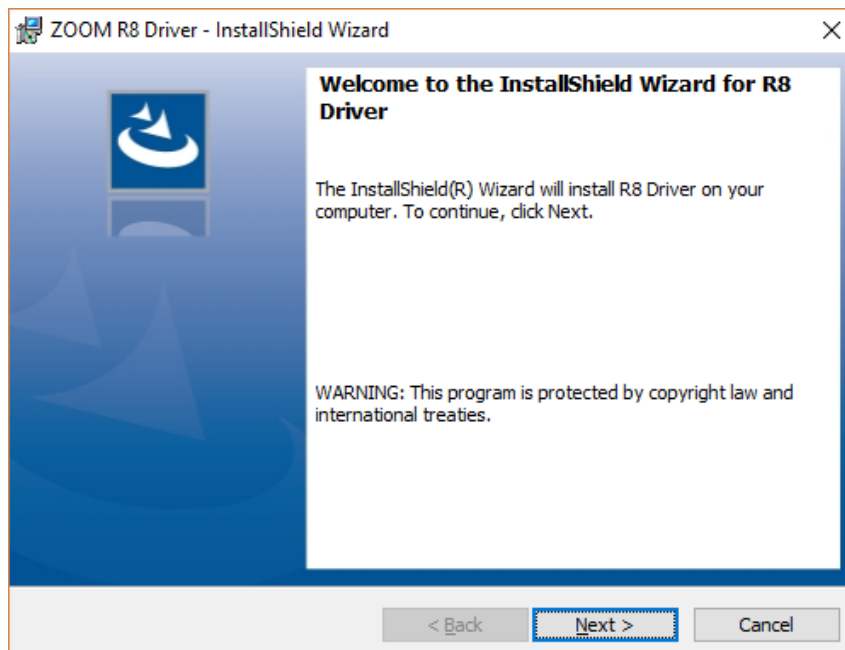 ZOOM R8 Driver - InstallShield Wizard
Welcome to the InstallShield Wizard for R8
Driver
The InstallShield(R) Wizard will install R8 Driver on your
computer. To continue, click Next.
WARNING: This program is protected by copyright law and
international treaties.
< Back Next > Cancel